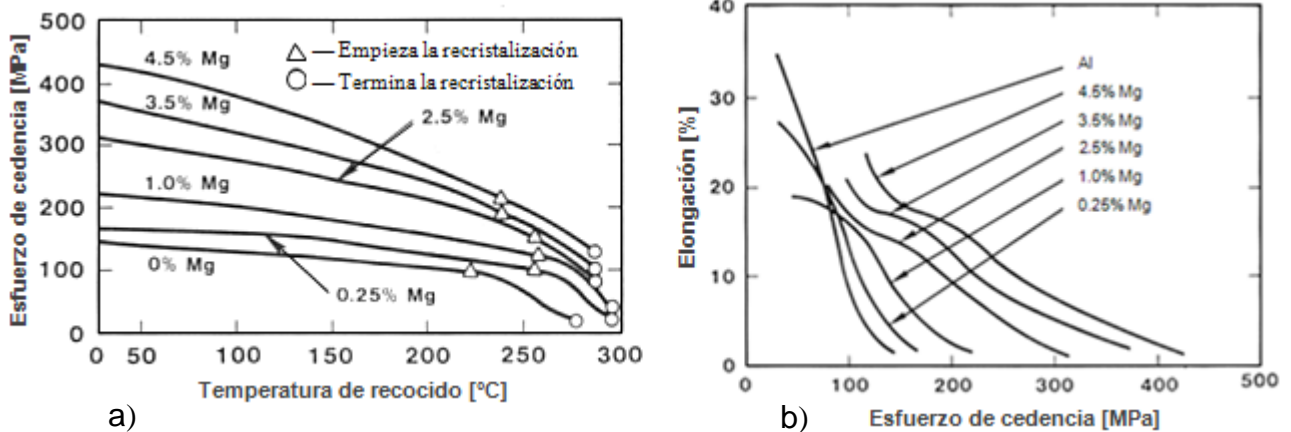 500
400
300
200
100
0
Esfuerzo de cedencia [MPa]
4.5% Mg
3.5% Mg
2.5% Mg
1.0% Mg
0% Mg
0.25% Mg
△ — Empieza la recristalización
○ — Termina la recristalización
0 50 100 150 200 250 300
Temperatura de recocido [ºC]
a)
40
30
20
10
0
Elongación [%]
Al
4.5% Mg
3.5% Mg
2.5% Mg
1.0% Mg
0.25% Mg
0 100 200 300 400 500
Esfuerzo de cedencia [MPa]
b)